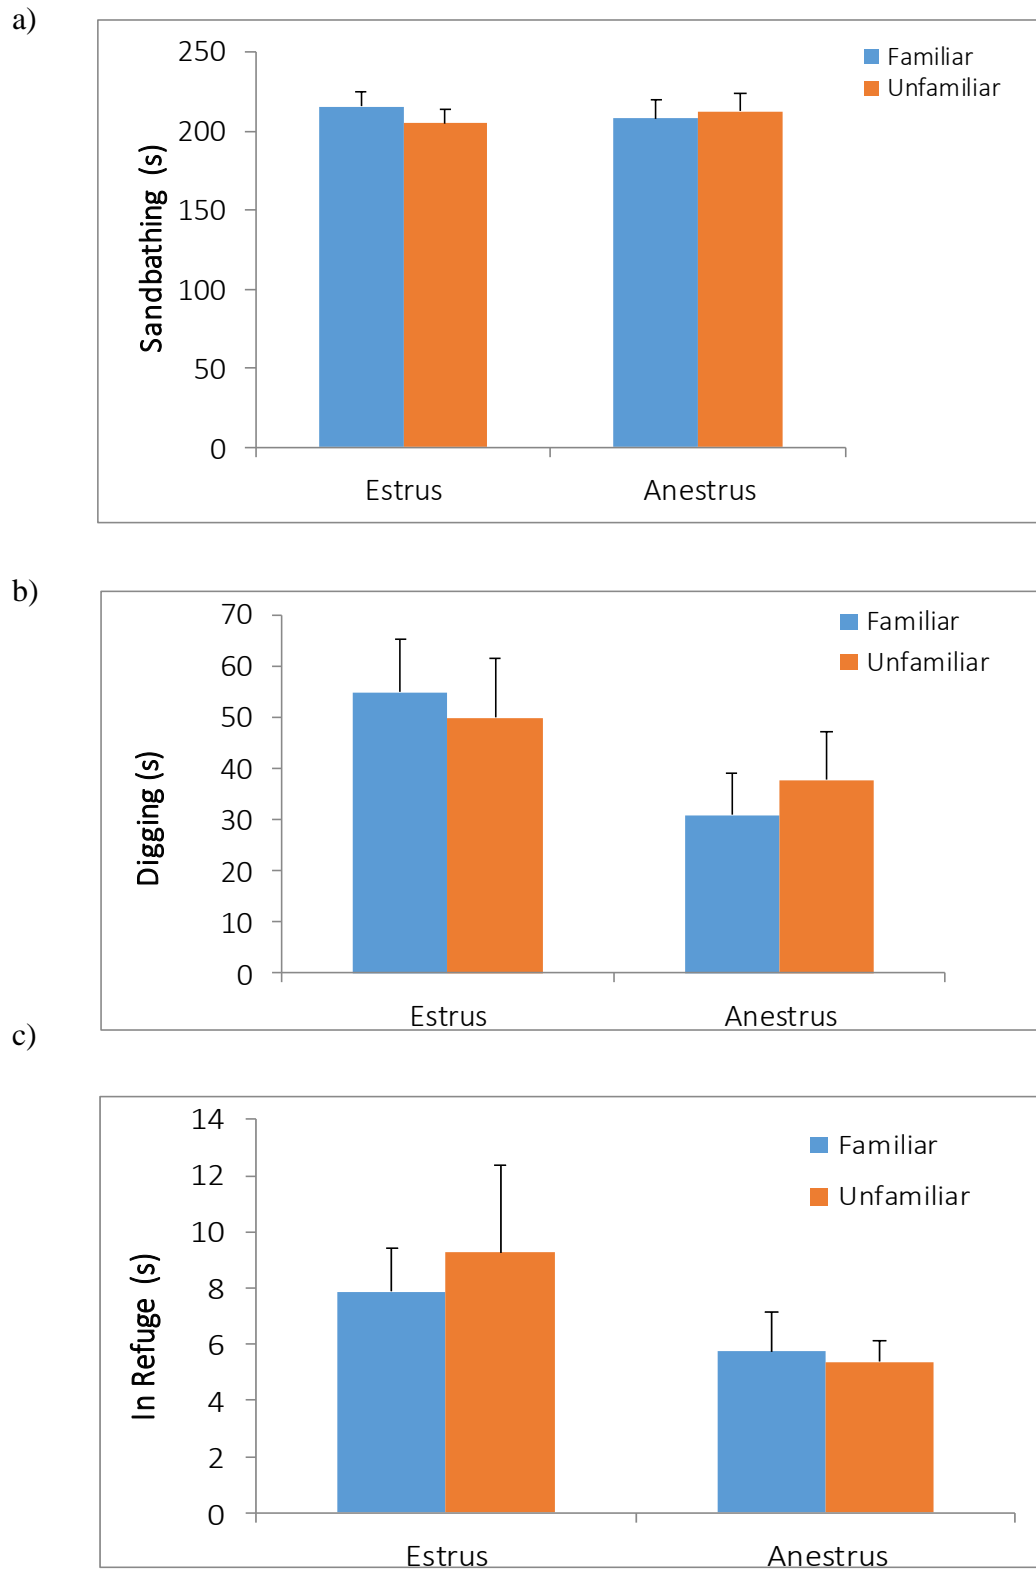 a)
250
200
150
100
50
0
Sandbathing (s)
Familiar
Unfamiliar
Estrus Anestrus
b)
70
60
50
40
30
20
10
0
Digging (s)
Familiar
Unfamiliar
Estrus Anestrus
c)
14
12
10
8
6
4
2
0
In Refuge (s)
Familiar
Unfamiliar
Estrus Anestrus